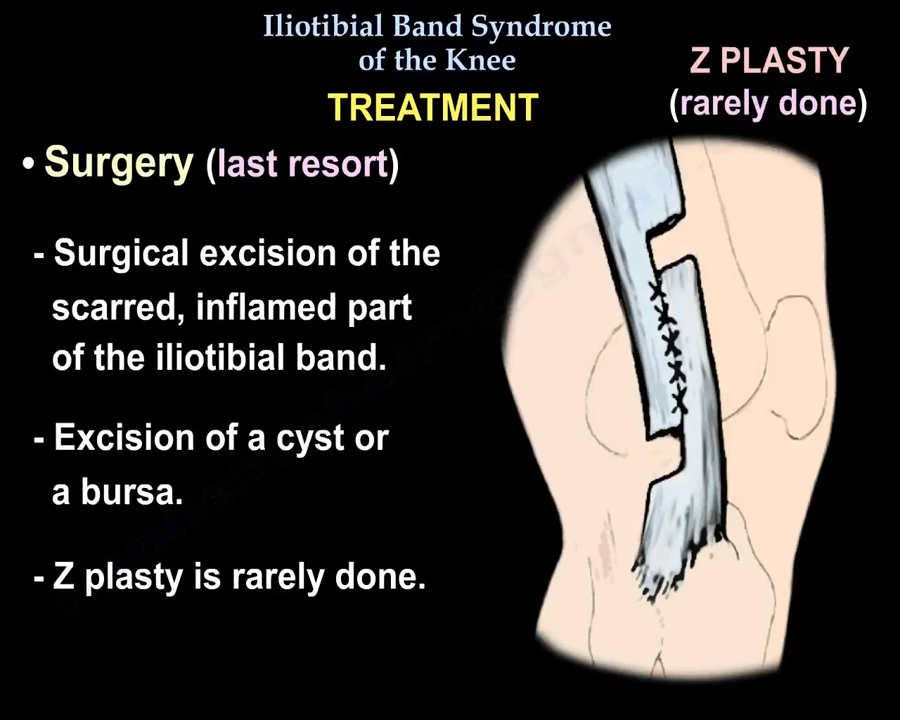 Iliotibial Band Syndrome
of the Knee
TREATMENT
Z PLASTY
(rarely done)
• Surgery (last resort)
- Surgical excision of the
scarred, inflamed part
of the iliotibial band.
- Excision of a cyst or
a bursa.
- Z plasty is rarely done.